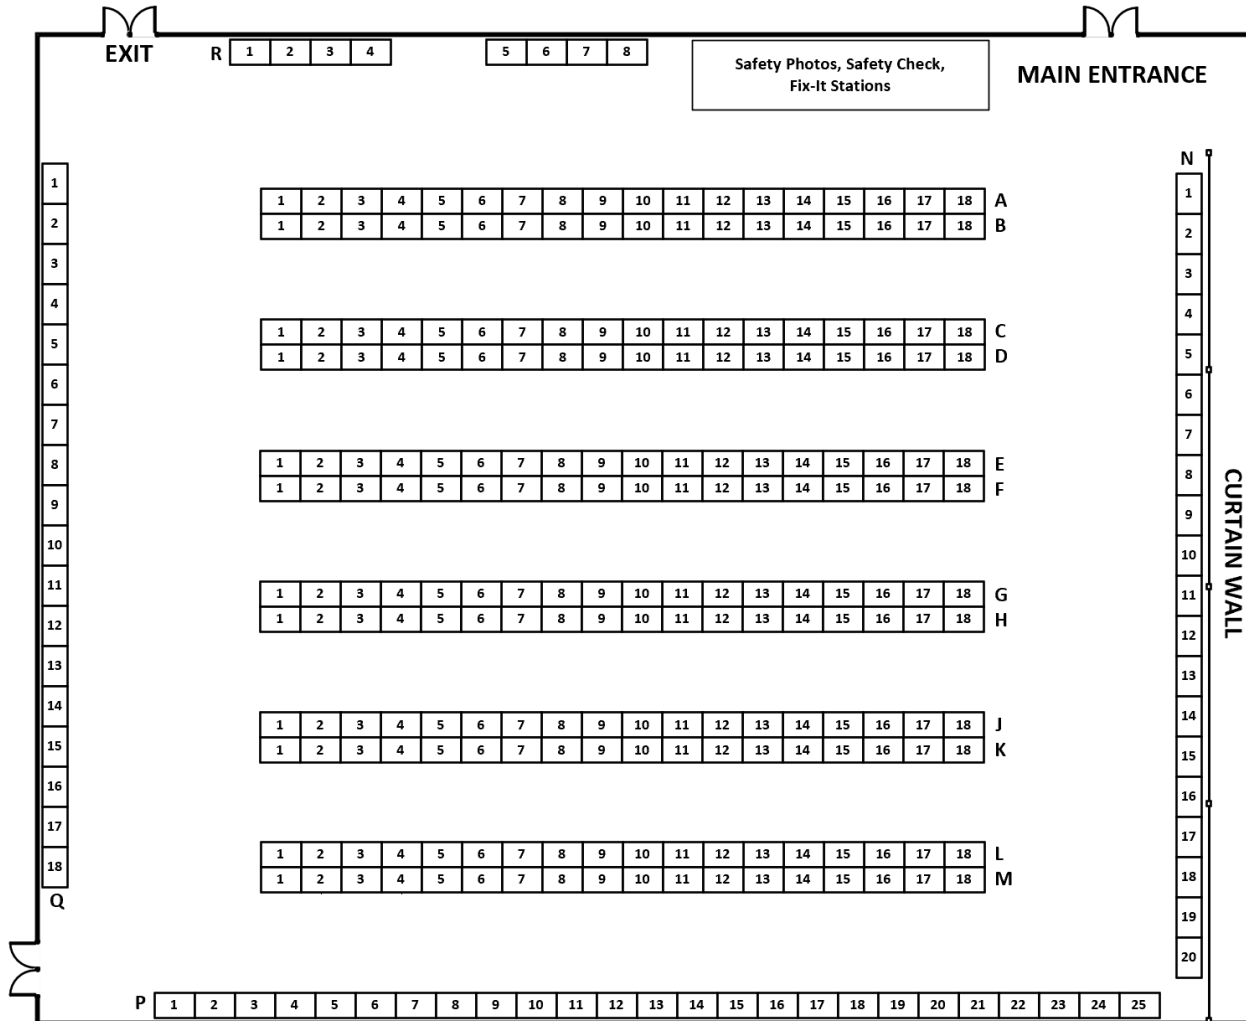 EXIT
R 1 2 3 4 5 6 7 8
Safety Photos, Safety Check,
Fix-It Stations
MAIN ENTRANCE
1 2 3 4 5 6 7 8 9 10 11 12 13 14 15 16 17 18
Q
1 2 3 4 5 6 7 8 9 10 11 12 13 14 15 16 17 18 A
1 2 3 4 5 6 7 8 9 10 11 12 13 14 15 16 17 18 B
1 2 3 4 5 6 7 8 9 10 11 12 13 14 15 16 17 18 C
1 2 3 4 5 6 7 8 9 10 11 12 13 14 15 16 17 18 D
1 2 3 4 5 6 7 8 9 10 11 12 13 14 15 16 17 18 E
1 2 3 4 5 6 7 8 9 10 11 12 13 14 15 16 17 18 F
1 2 3 4 5 6 7 8 9 10 11 12 13 14 15 16 17 18 G
1 2 3 4 5 6 7 8 9 10 11 12 13 14 15 16 17 18 H
1 2 3 4 5 6 7 8 9 10 11 12 13 14 15 16 17 18 J
1 2 3 4 5 6 7 8 9 10 11 12 13 14 15 16 17 18 K
1 2 3 4 5 6 7 8 9 10 11 12 13 14 15 16 17 18 L
1 2 3 4 5 6 7 8 9 10 11 12 13 14 15 16 17 18 M
N
1 2 3 4 5 6 7 8 9 10 11 12 13 14 15 16 17 18 19 20
CURTAIN WALL
P 1 2 3 4 5 6 7 8 9 10 11 12 13 14 15 16 17 18 19 20 21 22 23 24 25